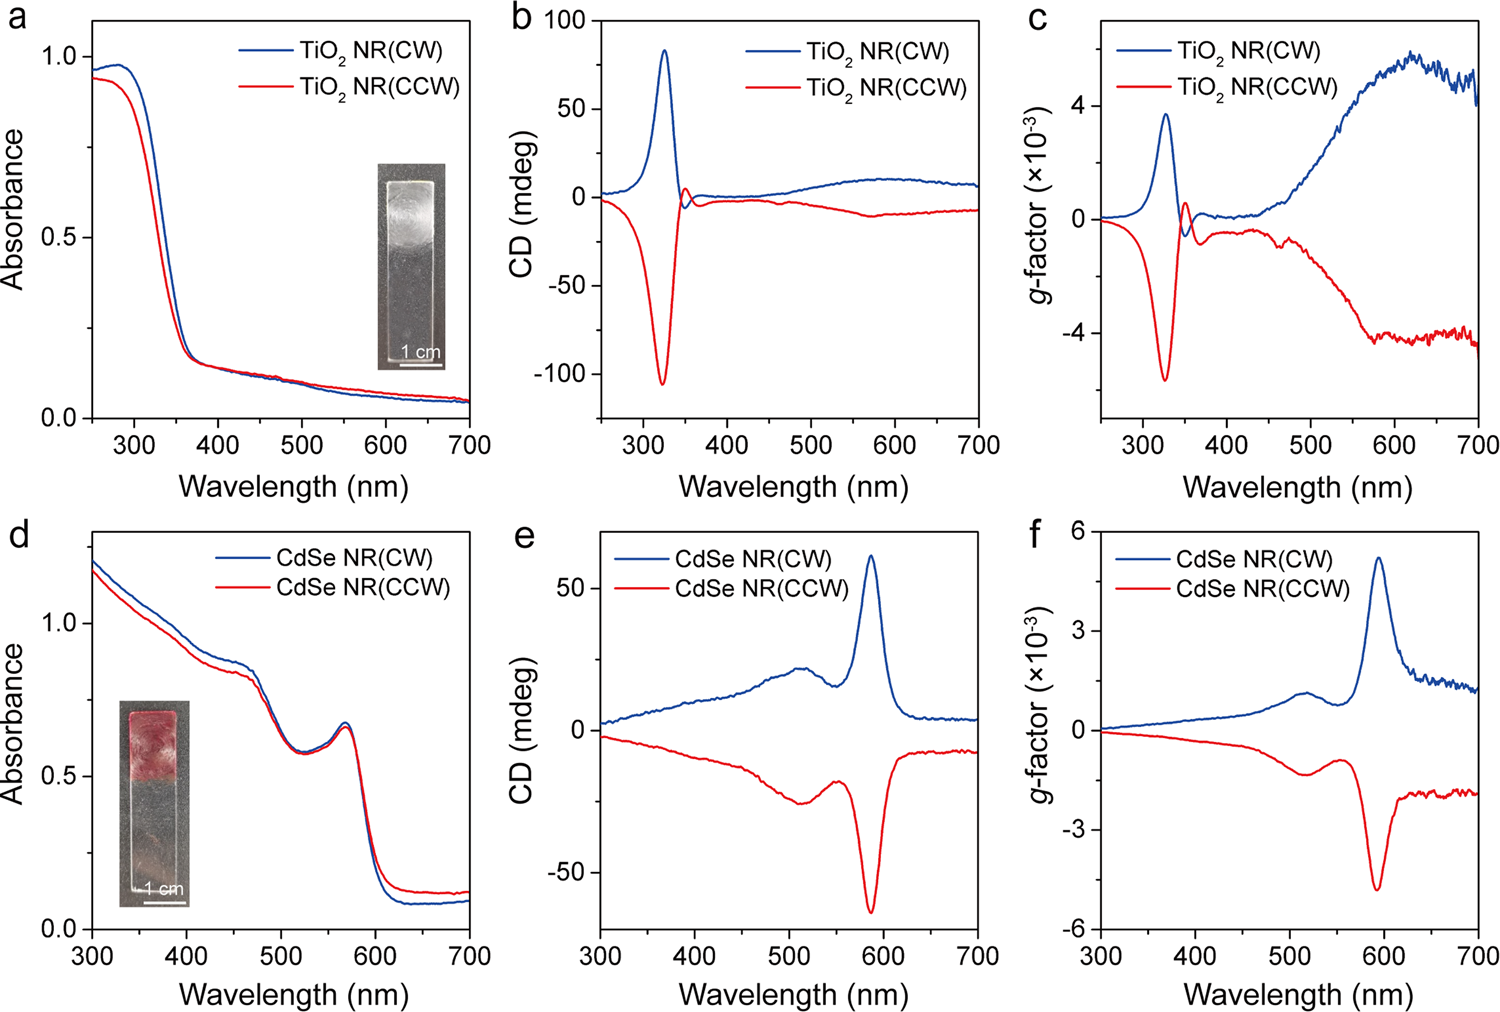 a
TiO2 NR(CW)
TiO2 NR(CCW)
1.0
0.5
0.0
300 400 500 600 700
Absorbance
Wavelength (nm)
1 cm
b
TiO2 NR(CW)
TiO2 NR(CCW)
100
50
0
-50
-100
300 400 500 600 700
CD (mdeg)
Wavelength (nm)
c
TiO2 NR(CW)
TiO2 NR(CCW)
4
0
-4
300 400 500 600 700
g-factor (×10-3)
Wavelength (nm)
d
CdSe NR(CW)
CdSe NR(CCW)
1.0
0.5
0.0
300 400 500 600 700
Absorbance
Wavelength (nm)
1 cm
e
CdSe NR(CW)
CdSe NR(CCW)
50
0
-50
300 400 500 600 700
CD (mdeg)
Wavelength (nm)
f
CdSe NR(CW)
CdSe NR(CCW)
6
3
0
-3
-6
300 400 500 600 700
g-factor (×10-3)
Wavelength (nm)